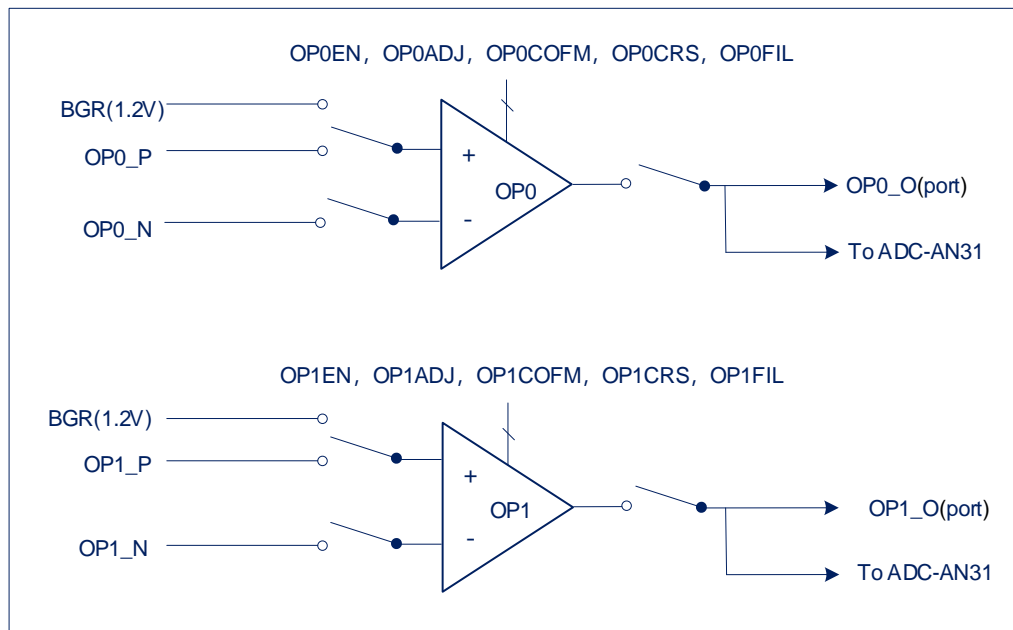 OP0EN，OP0ADJ，OP0COFM，OP0CRS，OP0FIL
BGR(1.2V)
OP0_P
+
OP0
OP0_O(port)
OP0_N
-
To ADC-AN31
OP1EN，OP1ADJ，OP1COFM，OP1CRS，OP1FIL
BGR(1.2V)
OP1_P
+
OP1
OP1_O(port)
OP1_N
-
To ADC-AN31